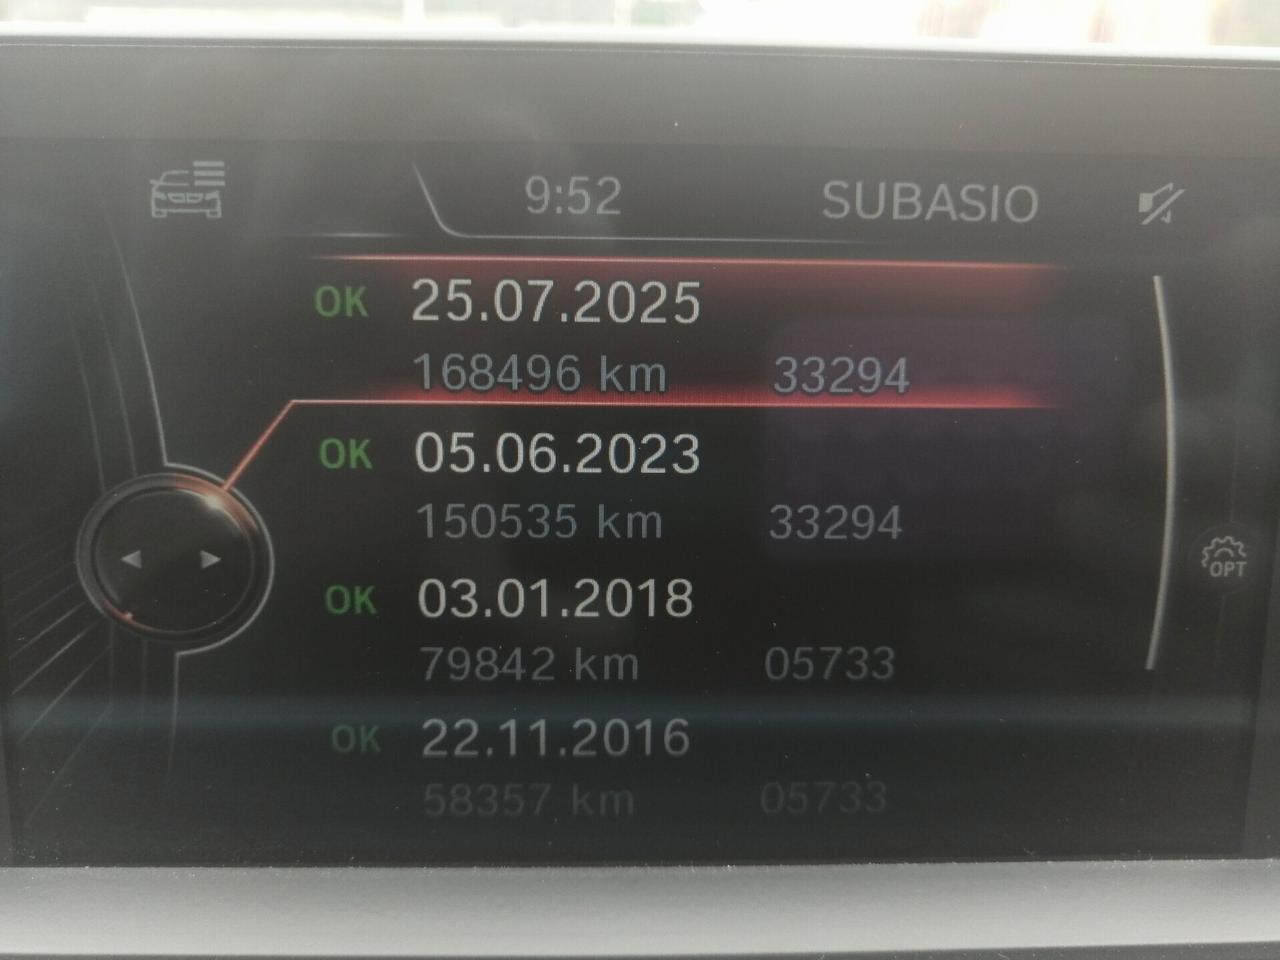 9:52 SUBASIO
OK 25.07.2025
168496 km 33294
OK 05.06.2023
150535 km 33294
OPT
OK 03.01.2018
79842 km 05733
OK 22.11.2016
58357 km 05733